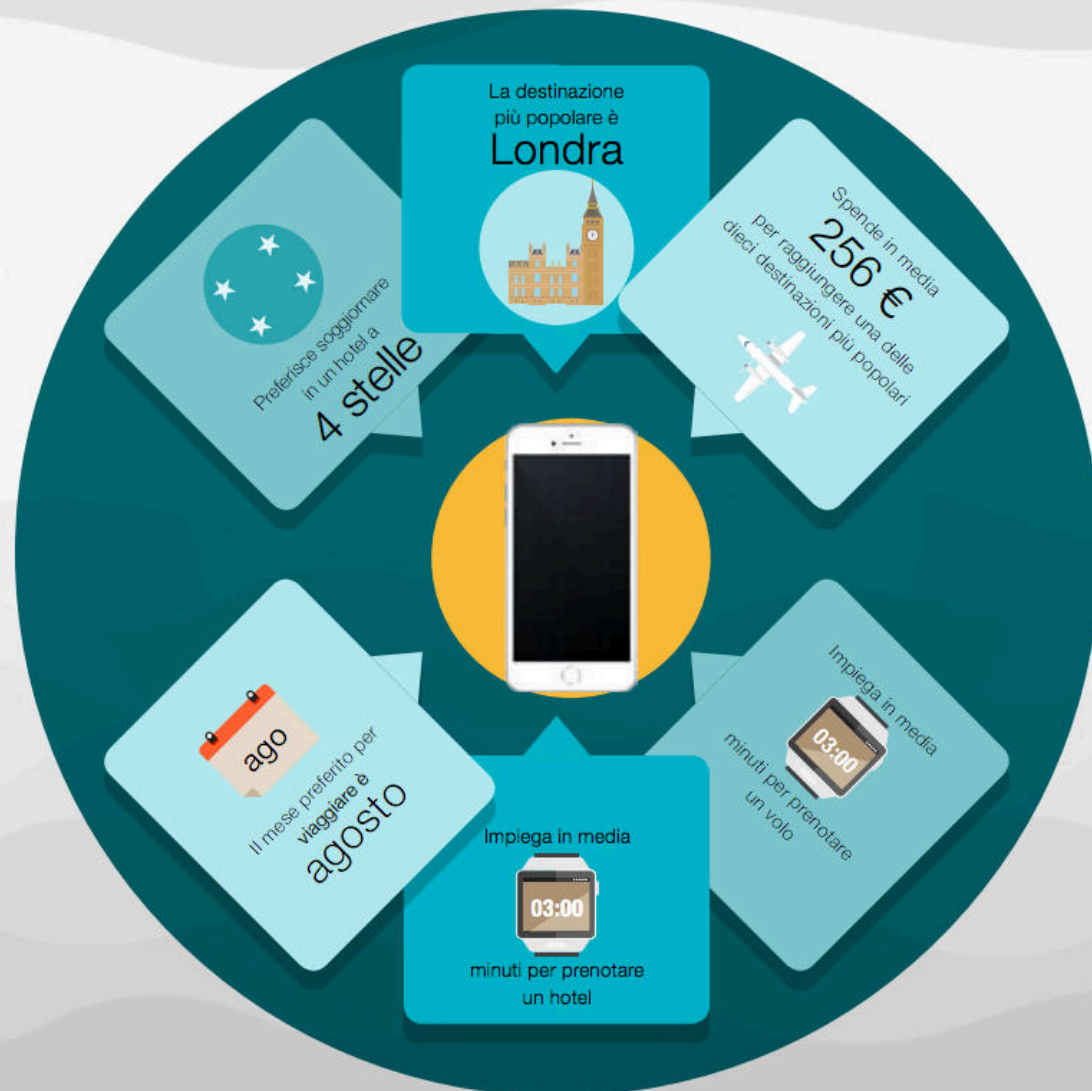 La destinazione
più popolare è
Londra
Spende in media
256 €
per raggiungere una delle
dieci destinazioni più popolari
Impiega in media
03:00
minuti per prenotare
un volo
Impiega in media
03:00
minuti per prenotare
un hotel
ago
Il mese preferito per
viaggiare è
agosto
Preferisce soggiornare
in un hotel a
4 stelle